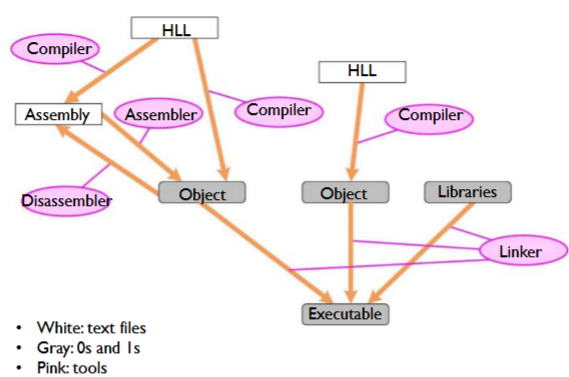 HLL
Compiler
HLL
Assembly
Assembler
Compiler
Compiler
Disassembler
Object
Object
Libraries
Linker
Executable
• White: text files
• Gray: 0s and 1s
• Pink: tools